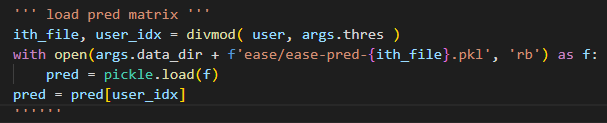 ''' load pred matrix '''
ith_file, user_idx = divmod( user, args.thres )
with open(args.data_dir + f'ease/ease-pred-{ith_file}.pkl', 'rb') as f:
    pred = pickle.load(f)
pred = pred[user_idx]
''''''